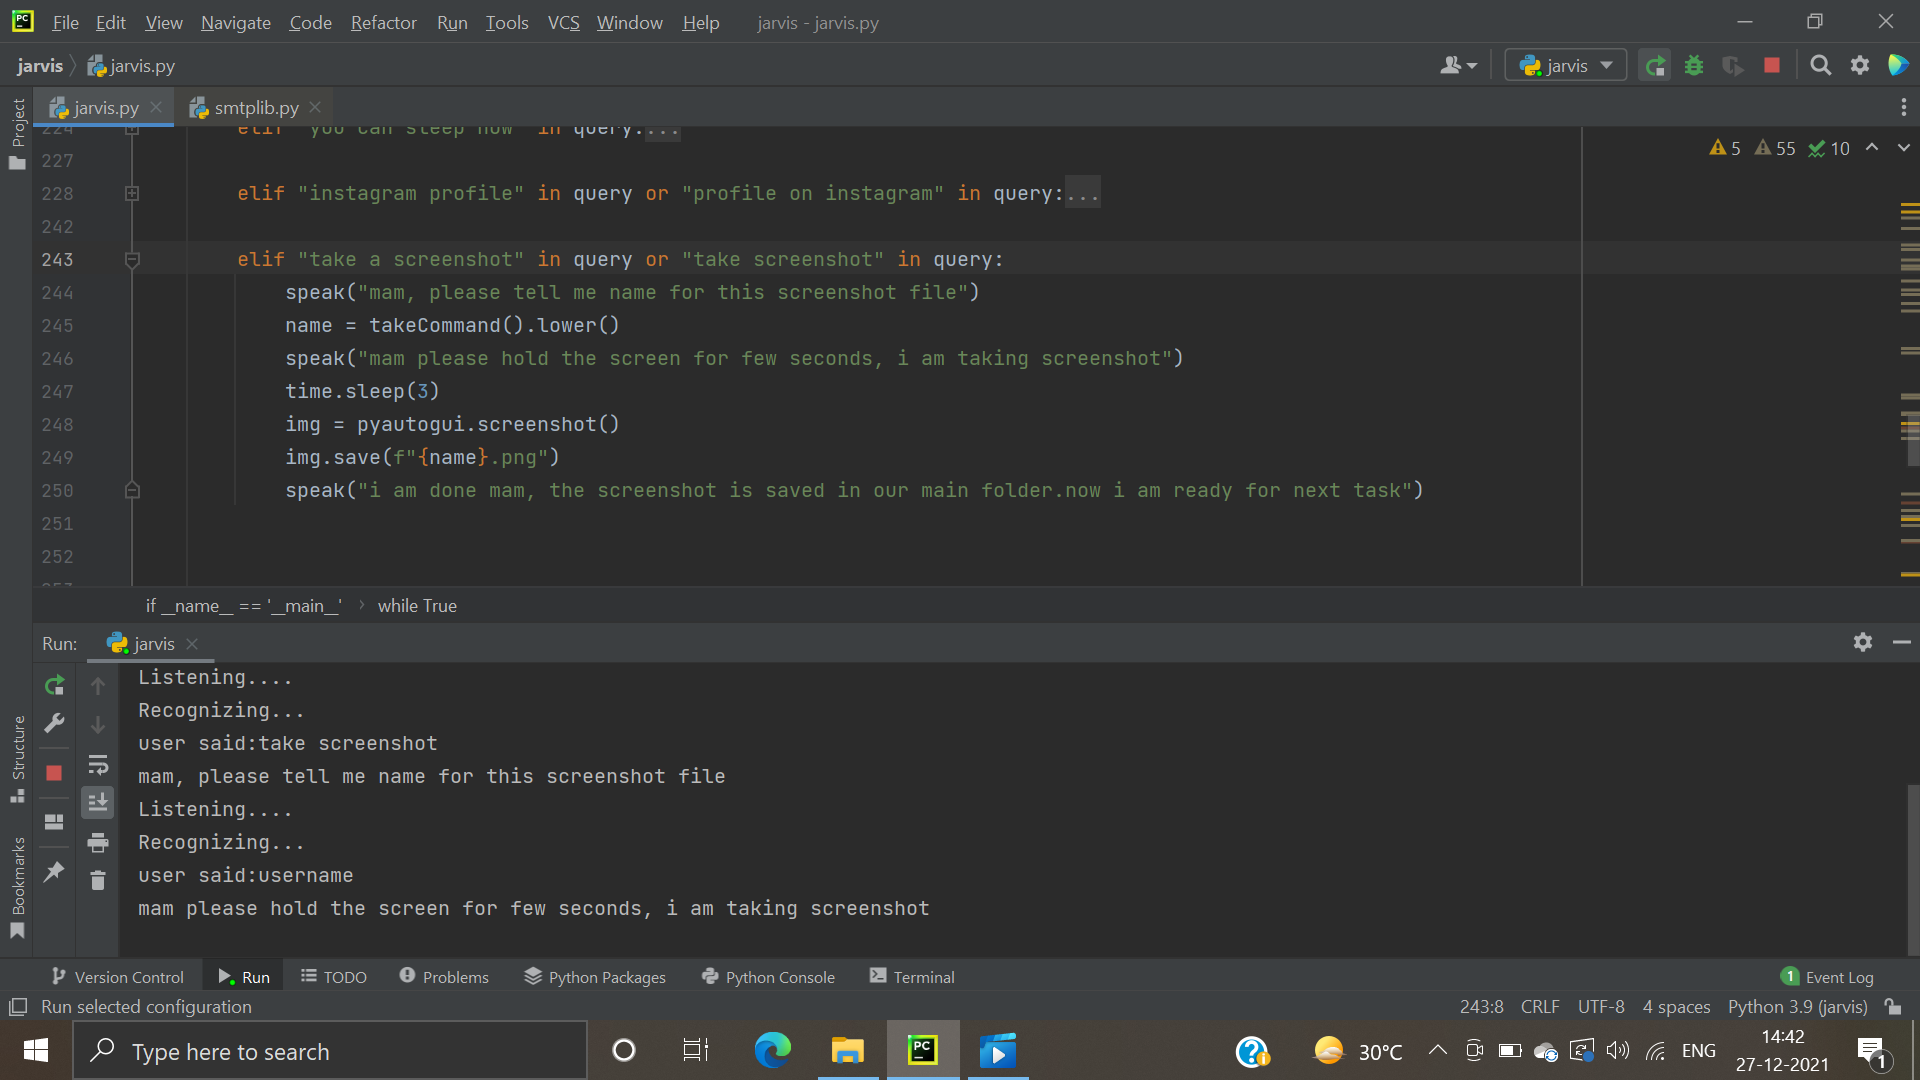 File Edit View Navigate Code Refactor Run Tools VCS Window Help jarvis - jarvis.py
jarvis jarvis.py jarvis
Project
jarvis.py smtplib.py
224 elif "you can sleep now" in query:...
5 55 10
227
228 elif "instagram profile" in query or "profile on instagram" in query:...
242
243 elif "take a screenshot" in query or "take screenshot" in query:
244 speak("mam, please tell me name for this screenshot file")
245 name = takeCommand().lower()
246 speak("mam please hold the screen for few seconds, i am taking screenshot")
247 time.sleep(3)
248 img = pyautogui.screenshot()
249 img.save(f"{name}.png")
250 speak("i am done mam, the screenshot is saved in our main folder.now i am ready for next task")
251
252
253
if __name__ == '__main__' › while True
Run: jarvis
Listening....
Recognizing...
user said:take screenshot
mam, please tell me name for this screenshot file
Listening....
Recognizing...
user said:username
mam please hold the screen for few seconds, i am taking screenshot
Structure
Bookmarks
Version Control Run TODO Problems Python Packages Python Console Terminal 1 Event Log
Run selected configuration 243:8 CRLF UTF-8 4 spaces Python 3.9 (jarvis)
Type here to search PC 30°C ENG 14:42
27-12-2021 1